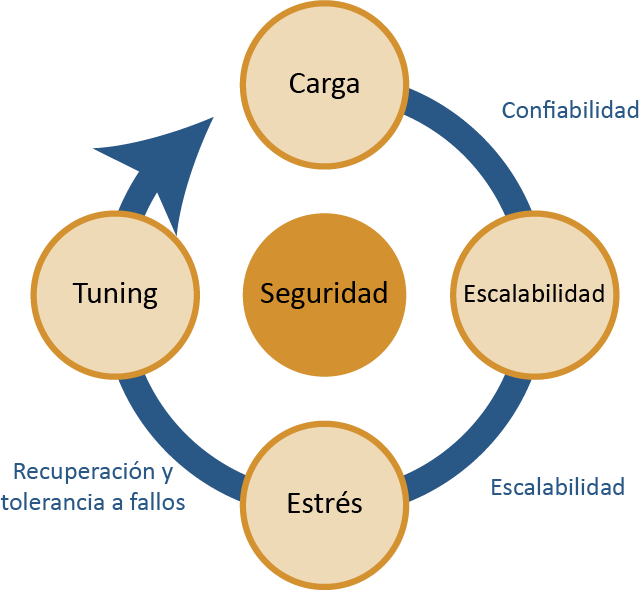 Carga
Confiabilidad
Tuning
Seguridad
Escalabilidad
Recuperación y
tolerancia a fallos
Escalabilidad
Estrés